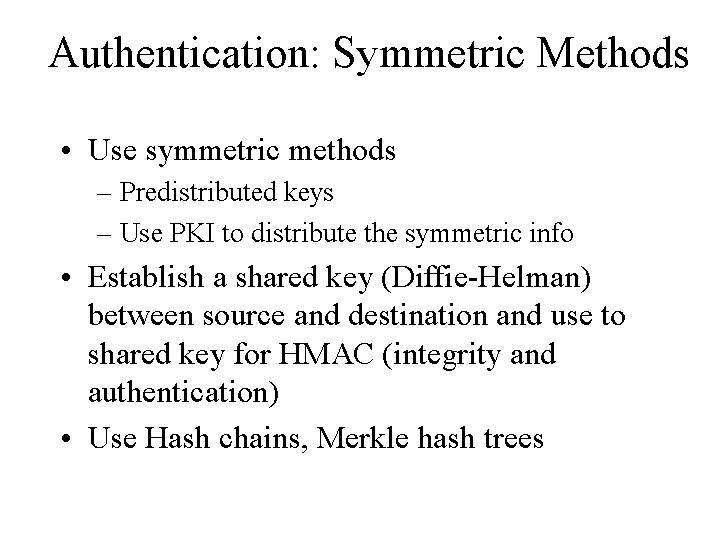 Authentication: Symmetric Methods
• Use symmetric methods
– Predistributed keys
– Use PKI to distribute the symmetric info
• Establish a shared key (Diffie-Helman)
between source and destination and use to
shared key for HMAC (integrity and
authentication)
• Use Hash chains, Merkle hash trees